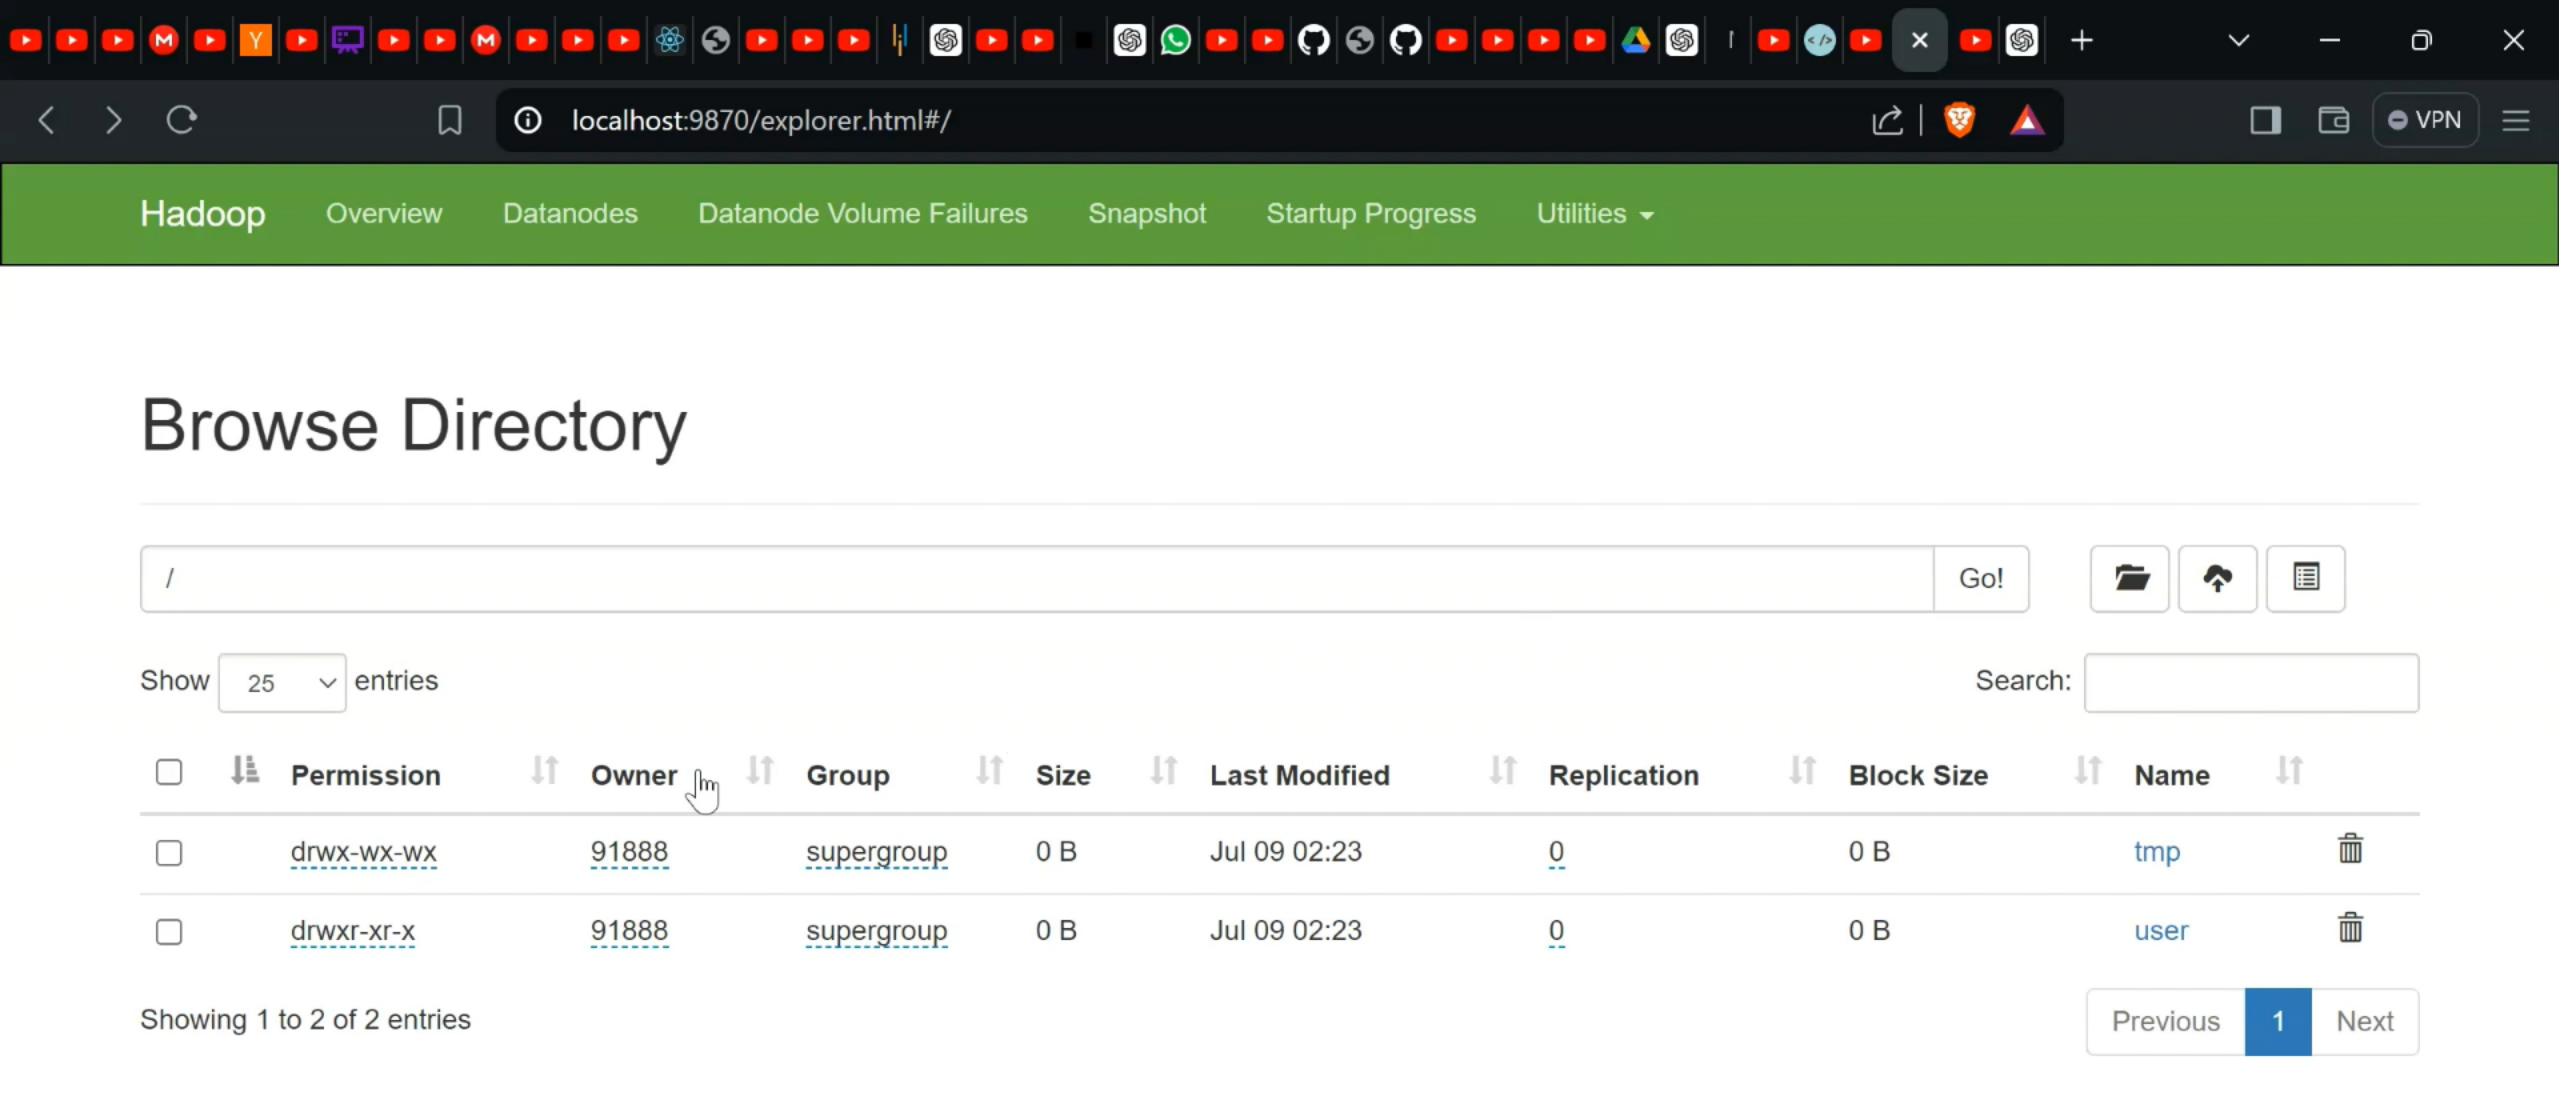 localhost:9870/explorer.html#/
VPN
Hadoop Overview Datanodes Datanode Volume Failures Snapshot Startup Progress Utilities
Browse Directory
/ Go!
Show 25 entries Search:
Permission Owner Group Size Last Modified Replication Block Size Name
drwx-wx-wx 91888 supergroup 0 B Jul 09 02:23 0 0 B tmp
drwxr-xr-x 91888 supergroup 0 B Jul 09 02:23 0 0 B user
Showing 1 to 2 of 2 entries Previous 1 Next